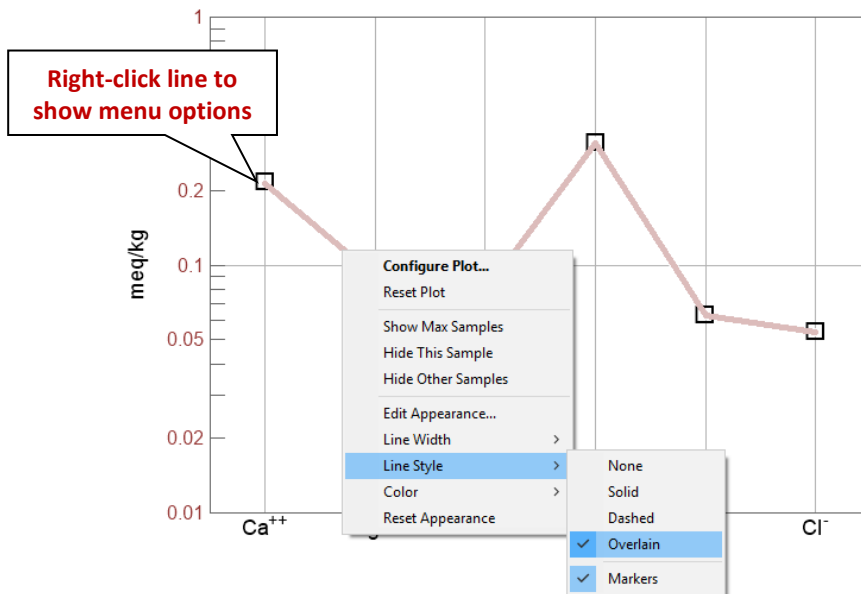 1
Right-click line to
show menu options
0.2
meq/kg
0.1
0.05
0.02
0.01
Ca⁺⁺
Cl⁻
Configure Plot...
Reset Plot
Show Max Samples
Hide This Sample
Hide Other Samples
Edit Appearance...
Line Width
Line Style
Color
Reset Appearance
None
Solid
Dashed
Overlain
Markers